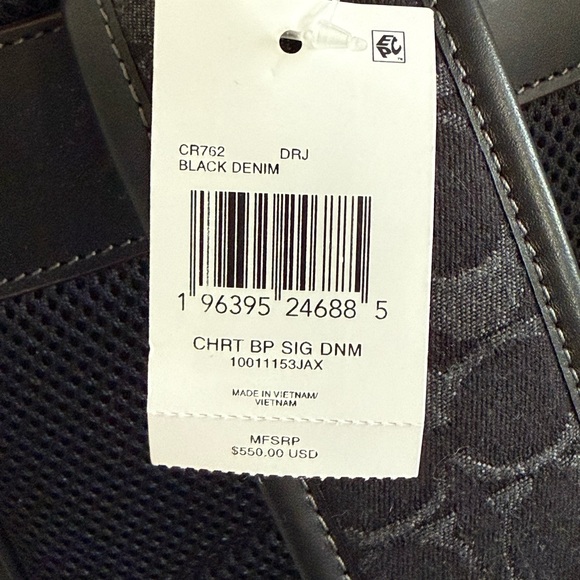 EPC
CR762 DRJ
BLACK DENIM
1 96395 24688 5
CHRT BP SIG DNM
10011153JAX
MADE IN VIETNAM/
VIETNAM
MFSRP
$550.00 USD